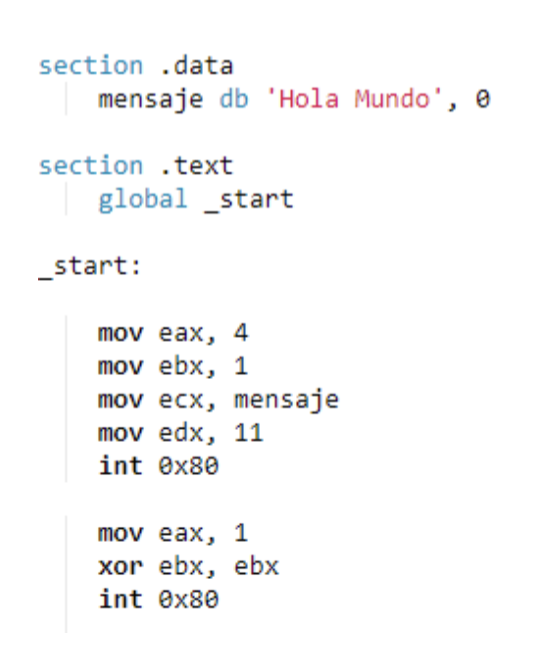 section .data
    mensaje db 'Hola Mundo', 0
section .text
    global _start
_start:
    mov eax, 4
    mov ebx, 1
    mov ecx, mensaje
    mov edx, 11
    int 0x80
    mov eax, 1
    xor ebx, ebx
    int 0x80